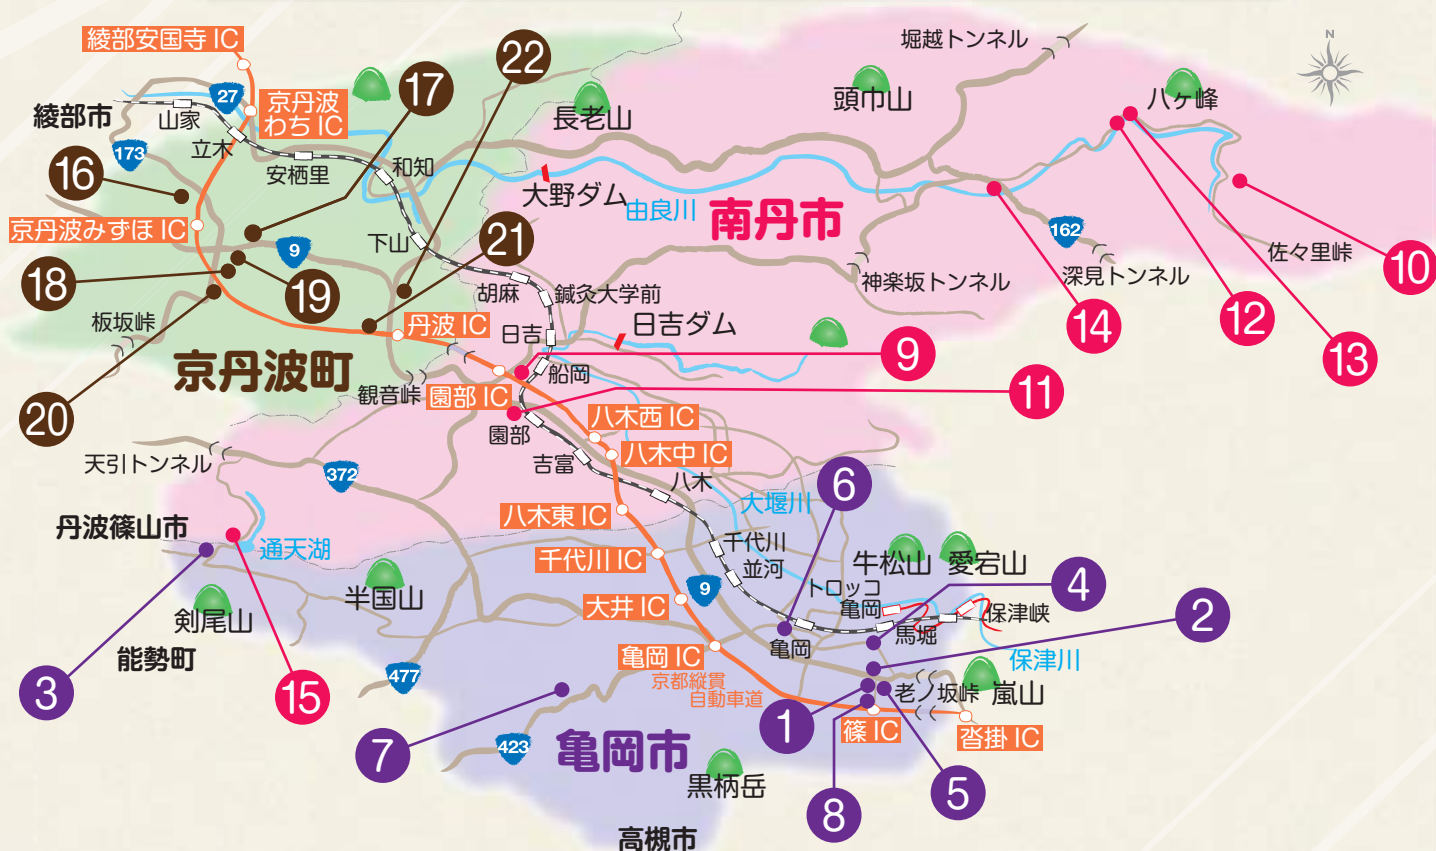 綾部安国寺 IC
22
堀越トンネル
N
17
27
京丹波
わち IC
綾部市
山家
長老山
頭巾山
八ヶ峰
立木
173
安栖里
和知
16
大野ダム
由良川
南丹市
京丹波みずほ IC
9
下山
21
162
佐々里峠
10
18
19
胡麻
鍼灸大学前
神楽坂トンネル
深見トンネル
板坂峠
丹波 IC
日吉
日吉ダム
14
12
13
京丹波町
9
船岡
観音峠
園部 IC
11
20
八木西 IC
園部
八木中 IC
天引トンネル
吉富
372
八木
6
大堰川
丹波篠山市
八木東 IC
通天湖
千代川
千代川 IC
並河
牛松山
愛宕山
トロッコ
亀岡
4
半国山
大井 IC
9
保津峡
2
剣尾山
馬堀
能勢町
亀岡
亀岡 IC
保津川
3
15
477
京都縦貫
自動車道
老ノ坂峠
嵐山
1
篠 IC
沓掛 IC
7
423
亀岡市
黒柄岳
5
8
高槻市